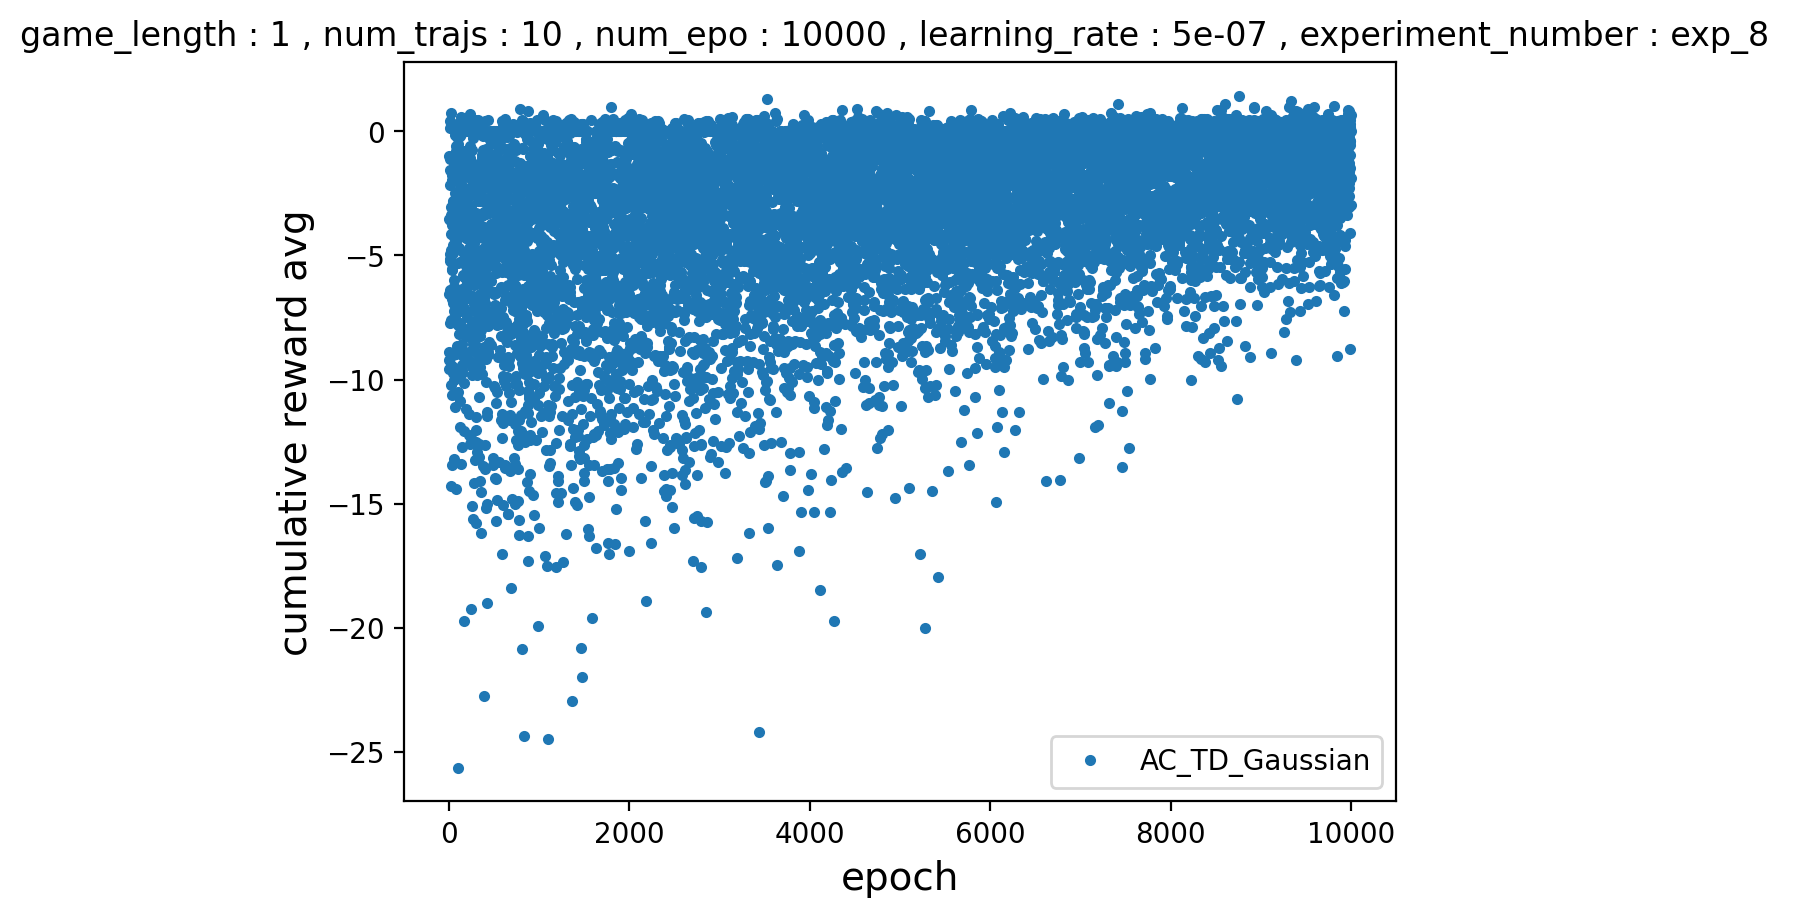 game_length : 1 , num_trajs : 10 , num_epo : 10000 , learning_rate : 5e-07 , experiment_number : exp_8
cumulative reward avg
0
−5
−10
−15
−20
−25
AC_TD_Gaussian
0 2000 4000 6000 8000 10000
epoch